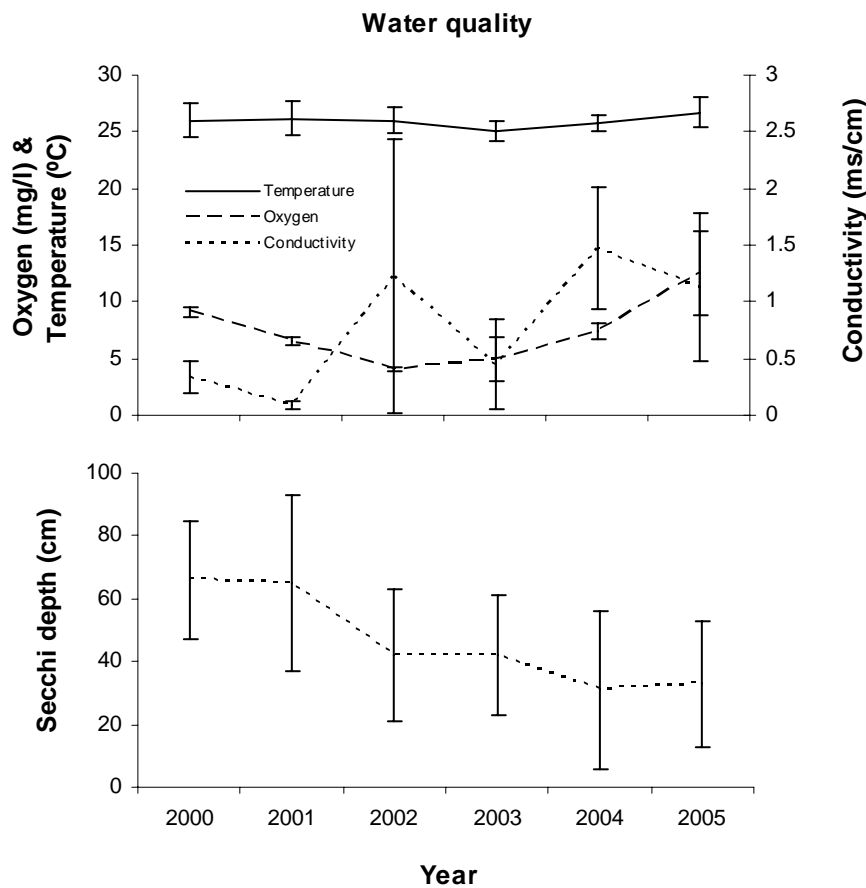 Water quality
Oxygen (mg/l) &
Temperature (ºC)
30
25
20
15
10
5
0
Temperature
Oxygen
Conductivity
3
2.5
2
1.5
1
0.5
0
Conductivity (ms/cm)
Secchi depth (cm)
100
80
60
40
20
0
2000 2001 2002 2003 2004 2005
Year